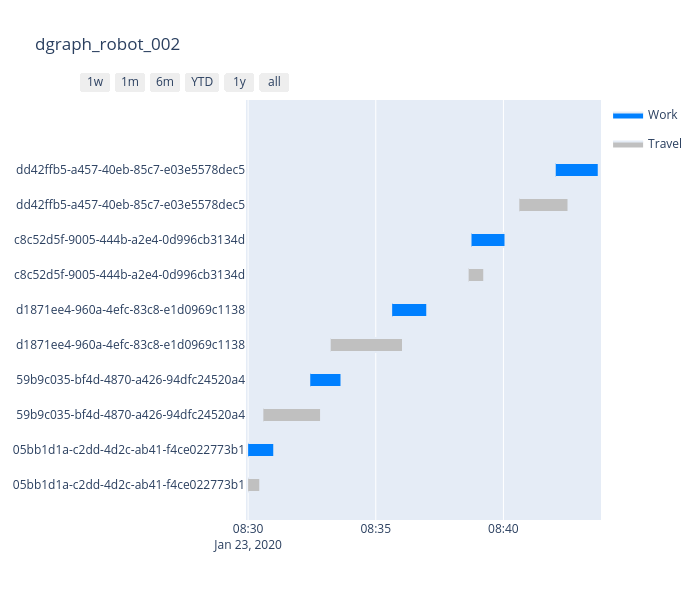 dgraph_robot_002
1w 1m 6m YTD 1y all
Work
Travel
dd42ffb5-a457-40eb-85c7-e03e5578dec5
dd42ffb5-a457-40eb-85c7-e03e5578dec5
c8c52d5f-9005-444b-a2e4-0d996cb3134d
c8c52d5f-9005-444b-a2e4-0d996cb3134d
d1871ee4-960a-4efc-83c8-e1d0969c1138
d1871ee4-960a-4efc-83c8-e1d0969c1138
59b9c035-bf4d-4870-a426-94dfc24520a4
59b9c035-bf4d-4870-a426-94dfc24520a4
05bb1d1a-c2dd-4d2c-ab41-f4ce022773b1
05bb1d1a-c2dd-4d2c-ab41-f4ce022773b1
08:30 08:35 08:40
Jan 23, 2020